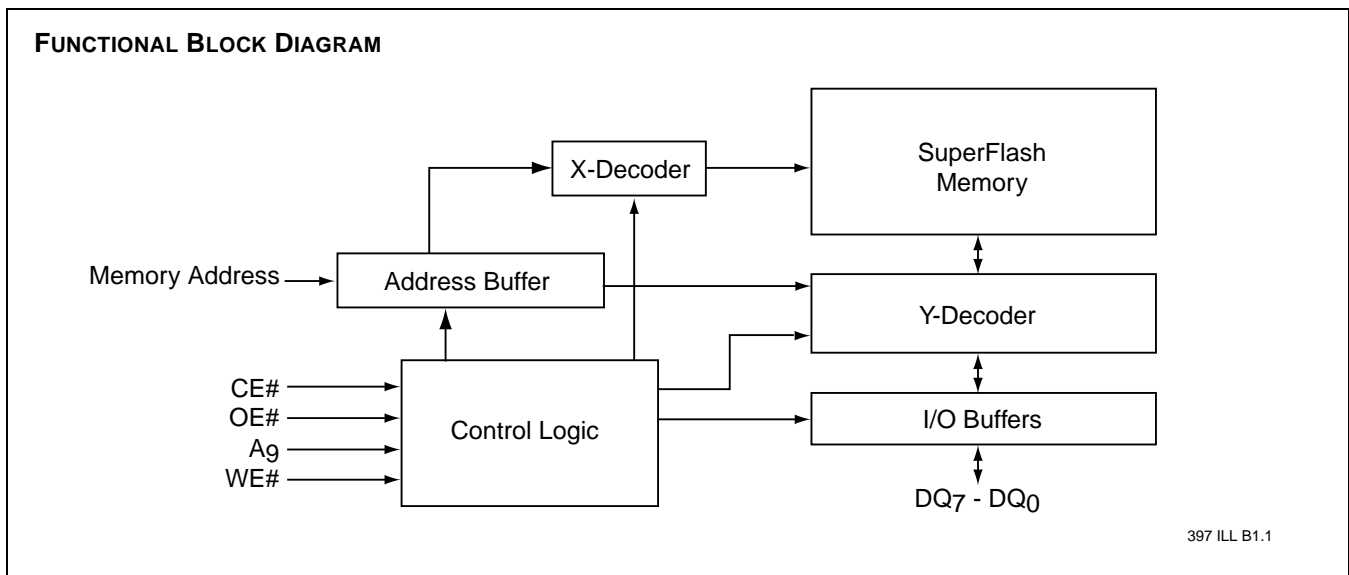 FUNCTIONAL BLOCK DIAGRAM
SuperFlash
Memory
X-Decoder
Memory Address
Address Buffer
Y-Decoder
CE#
OE#
A9
WE#
Control Logic
I/O Buffers
DQ7 - DQ0
397 ILL B1.1